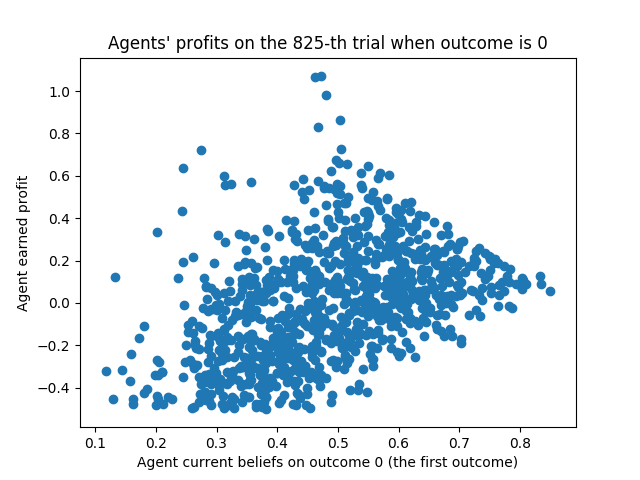 Agents' profits on the 825-th trial when outcome is 0
1.0
0.8
0.6
0.4
0.2
0.0
−0.2
−0.4
Agent earned profit
0.1 0.2 0.3 0.4 0.5 0.6 0.7 0.8
Agent current beliefs on outcome 0 (the first outcome)